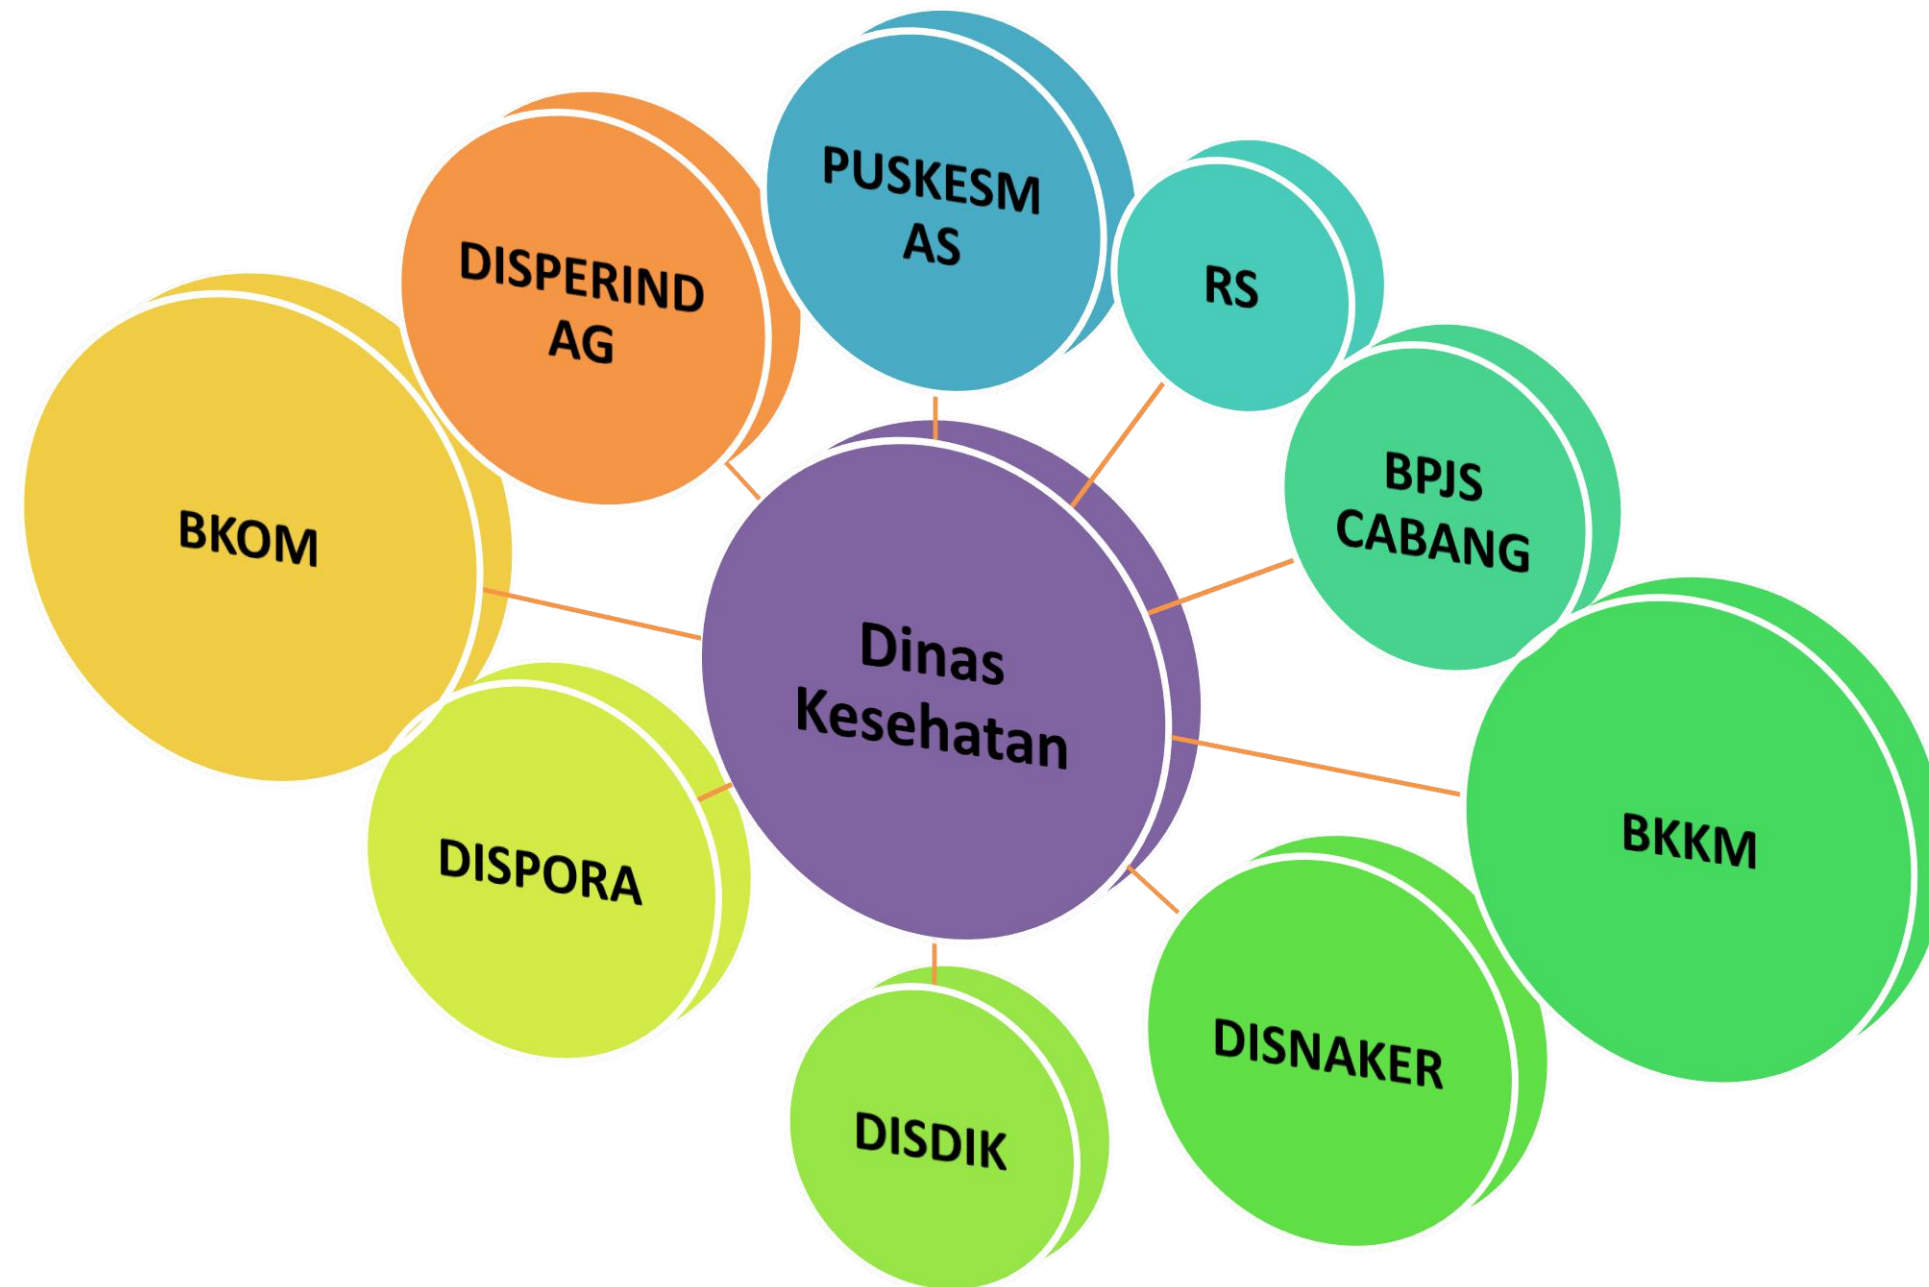 PUSKESM
AS
RS
DISPERIND
AG
BPJS
CABANG
BKOM
Dinas
Kesehatan
BKKM
DISPORA
DISNAKER
DISDIK